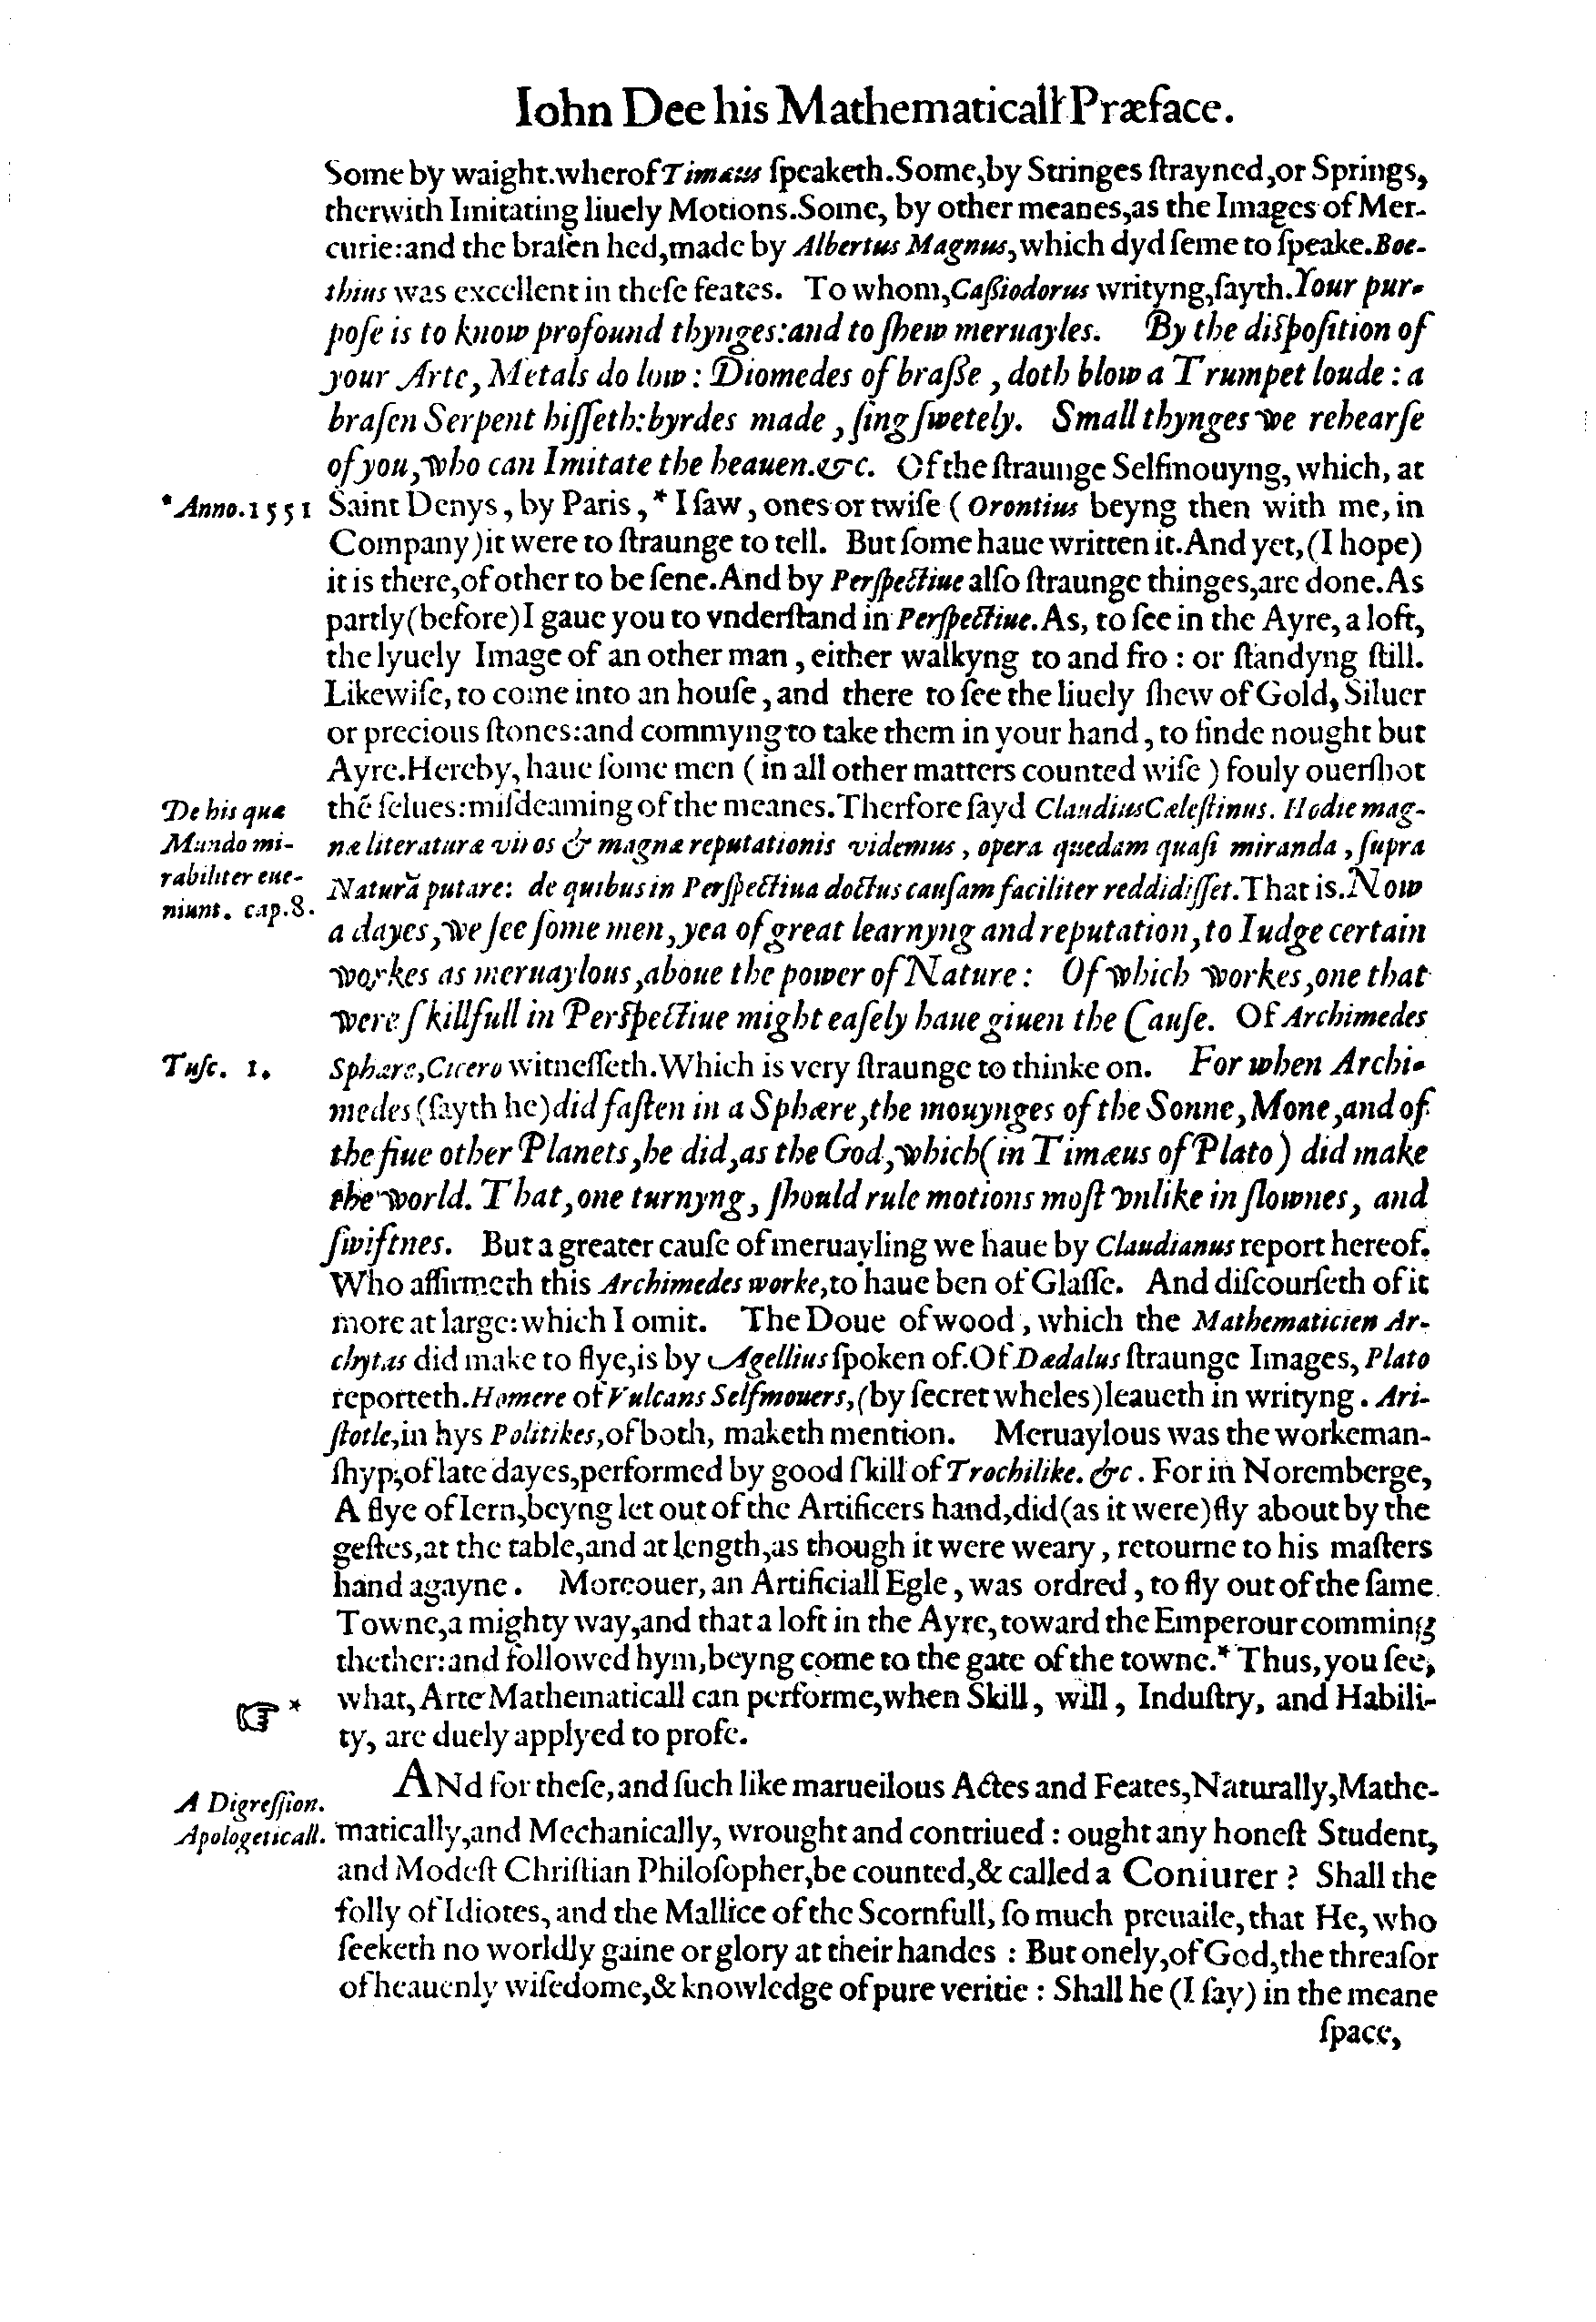 Iohn Dee his Mathematicall Præface.
Some by waight. wherof Timæus ſpeaketh. Some, by Stringes ſtrayned, or Springs,
therwith Imitating liuely Motions. Some, by other meanes, as the Images of Mer-
curie: and the braſen hed, made by Albertus Magnus, which dyd ſeme to ſpeake. Boe-
thius was excellent in theſe feates. To whom, Caßiodorus writyng, ſayth. Your pur-
poſe is to know profound thynges: and to ſhew meruayles. By the diſpoſition of
your Arte, Metals do low: Diomedes of braſſe, doth blow a Trumpet loude: a
braſen Serpent hiſſeth: byrdes made, ſing ſwetely. Small thynges we rehearſe
of you, who can Imitate the heauen. &c. Of the ſtraunge Selfmouyng, which, at
*Anno. 1551
Saint Denys, by Paris, * I ſaw, ones or twiſe (Orontius beyng then with me, in
Company) it were to ſtraunge to tell. But ſome haue written it. And yet, (I hope)
it is there, of other to be ſene. And by Perſpectiue alſo ſtraunge thinges, are done. As
partly (before) I gaue you to vnderſtand in Perſpectiue. As, to ſee in the Ayre, a loft,
the lyuely Image of an other man, either walkyng to and fro: or ſtandyng ſtill.
Likewiſe, to come into an houſe, and there to ſee the liuely ſhew of Gold, Siluer
or precious ſtones: and commyng to take them in your hand, to finde nought but
Ayre. Hereby, haue ſome men (in all other matters counted wiſe) fouly ouerſhot
De his quæ
Mundo mi-
rabiliter eue-
niunt. cap. 8.
thē ſelues: miſdeaming of the meanes. Therfore ſayd Claudius Cæleſtinus. Hodie mag-
næ literaturæ viros & magnæ reputationis videmus, opera quedam quaſi miranda, ſupra
Naturā putare: de quibus in Perſpectiua doctus cauſam faciliter reddidiſſet. That is. Now
a dayes, we ſee ſome men, yea of great learnyng and reputation, to Iudge certain
workes as meruaylous, aboue the power of Nature: Of which workes, one that
were ſkillfull in Perſpectiue might eaſely haue giuen the Cauſe. Of Archimedes
Tuſc. 1.
Sphære, Cicero witneſſeth. Which is very ſtraunge to thinke on. For when Archi-
medes (ſayth he) did faſten in a Sphære, the mouynges of the Sonne, Mone, and of
the fiue other Planets, he did, as the God, which (in Timæus of Plato) did make
the world. That, one turnyng, ſhould rule motions moſt vnlike in ſlownes, and
ſwiftnes. But a greater cauſe of meruayling we haue by Claudianus report hereof.
Who affirmeth this Archimedes worke, to haue ben of Glaſſe. And diſcourſeth of it
more at large: which I omit. The Doue of wood, which the Mathematicien Ar-
chytas did make to flye, is by Agellius ſpoken of. Of Dædalus ſtraunge Images, Plato
reporteth. Homere of Vulcans Selfmouers, (by ſecret wheles) leaueth in writyng. Ari-
ſtotle, in hys Politikes, of both, maketh mention. Meruaylous was the workeman-
ſhyp, of late dayes, performed by good ſkill of Trochilike. &c. For in Noremberge,
A flye of Iern, beyng let out of the Artificers hand, did (as it were) fly about by the
geſtes, at the table, and at length, as though it were weary, retourne to his maſters
hand agayne. Moreouer, an Artificiall Egle, was ordred, to fly out of the ſame
Towne, a mighty way, and that a loft in the Ayre, toward the Emperour comming
thether: and followed hym, beyng come to the gate of the towne. * Thus, you ſee,
☞ *
what, Arte Mathematicall can performe, when Skill, will, Induſtry, and Habili-
ty, are duely applyed to profe.
A Digreſſion.
Apologeticall.
ANd for theſe, and ſuch like marueilous Actes and Feates, Naturally, Mathe-
matically, and Mechanically, wrought and contriued: ought any honeſt Student,
and Modeſt Chriſtian Philoſopher, be counted, & called a Coniurer? Shall the
folly of Idiotes, and the Mallice of the Scornfull, ſo much preuaile, that He, who
ſeeketh no worldly gaine or glory at their handes: But onely, of God, the threaſor
of heauenly wiſedome, & knowledge of pure veritie: Shall he (I ſay) in the meane
ſpace,